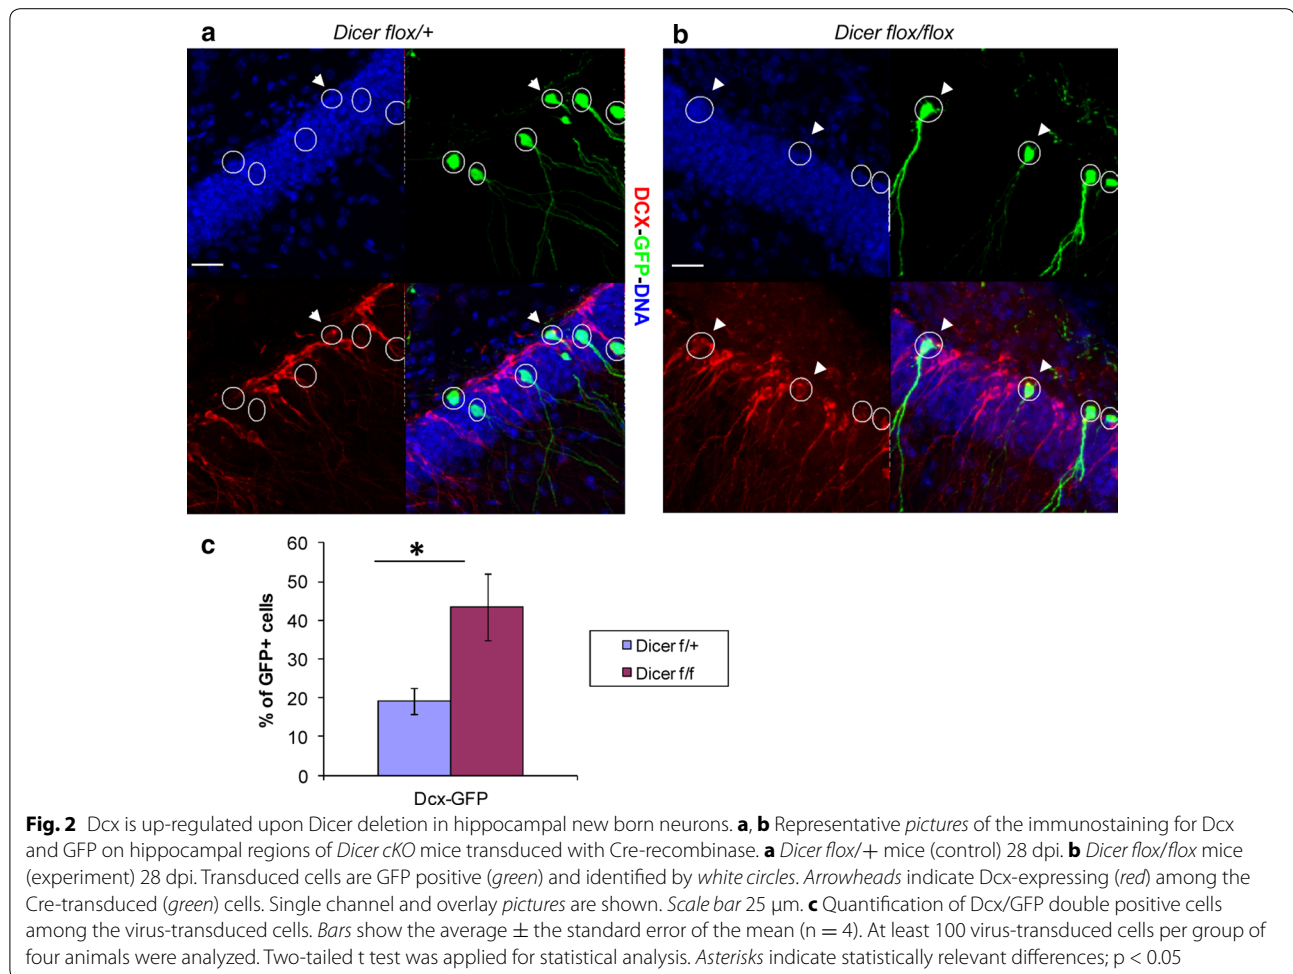 a
Dicer flox/+
b
Dicer flox/flox
DCX-GFP-DNA
c
60
50
40
30
20
10
0
% of GFP+ cells
*
Dcx-GFP
Dicer f/+
Dicer f/f
Fig. 2 Dcx is up-regulated upon Dicer deletion in hippocampal new born neurons. a, b Representative pictures of the immunostaining for Dcx
and GFP on hippocampal regions of Dicer cKO mice transduced with Cre-recombinase. a Dicer flox/+ mice (control) 28 dpi. b Dicer flox/flox mice
(experiment) 28 dpi. Transduced cells are GFP positive (green) and identified by white circles. Arrowheads indicate Dcx-expressing (red) among the
Cre-transduced (green) cells. Single channel and overlay pictures are shown. Scale bar 25 μm. c Quantification of Dcx/GFP double positive cells
among the virus-transduced cells. Bars show the average ± the standard error of the mean (n = 4). At least 100 virus-transduced cells per group of
four animals were analyzed. Two-tailed t test was applied for statistical analysis. Asterisks indicate statistically relevant differences; p < 0.05